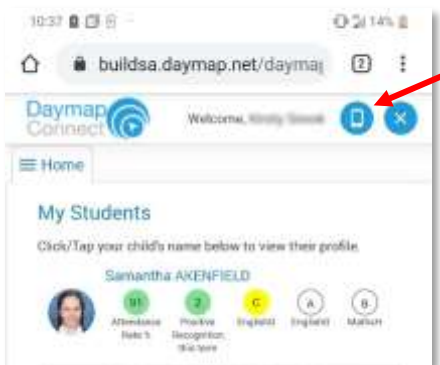 10:37
14%
buildsa.daymap.net/daymap
2
Daymap
Connect
Welcome,
Home
My Students
Click/Tap your child's name below to view their profile.
Samantha AKENFIELD
91 2 C A B
Attendance Positive English English
Rate % Recognition,
this term